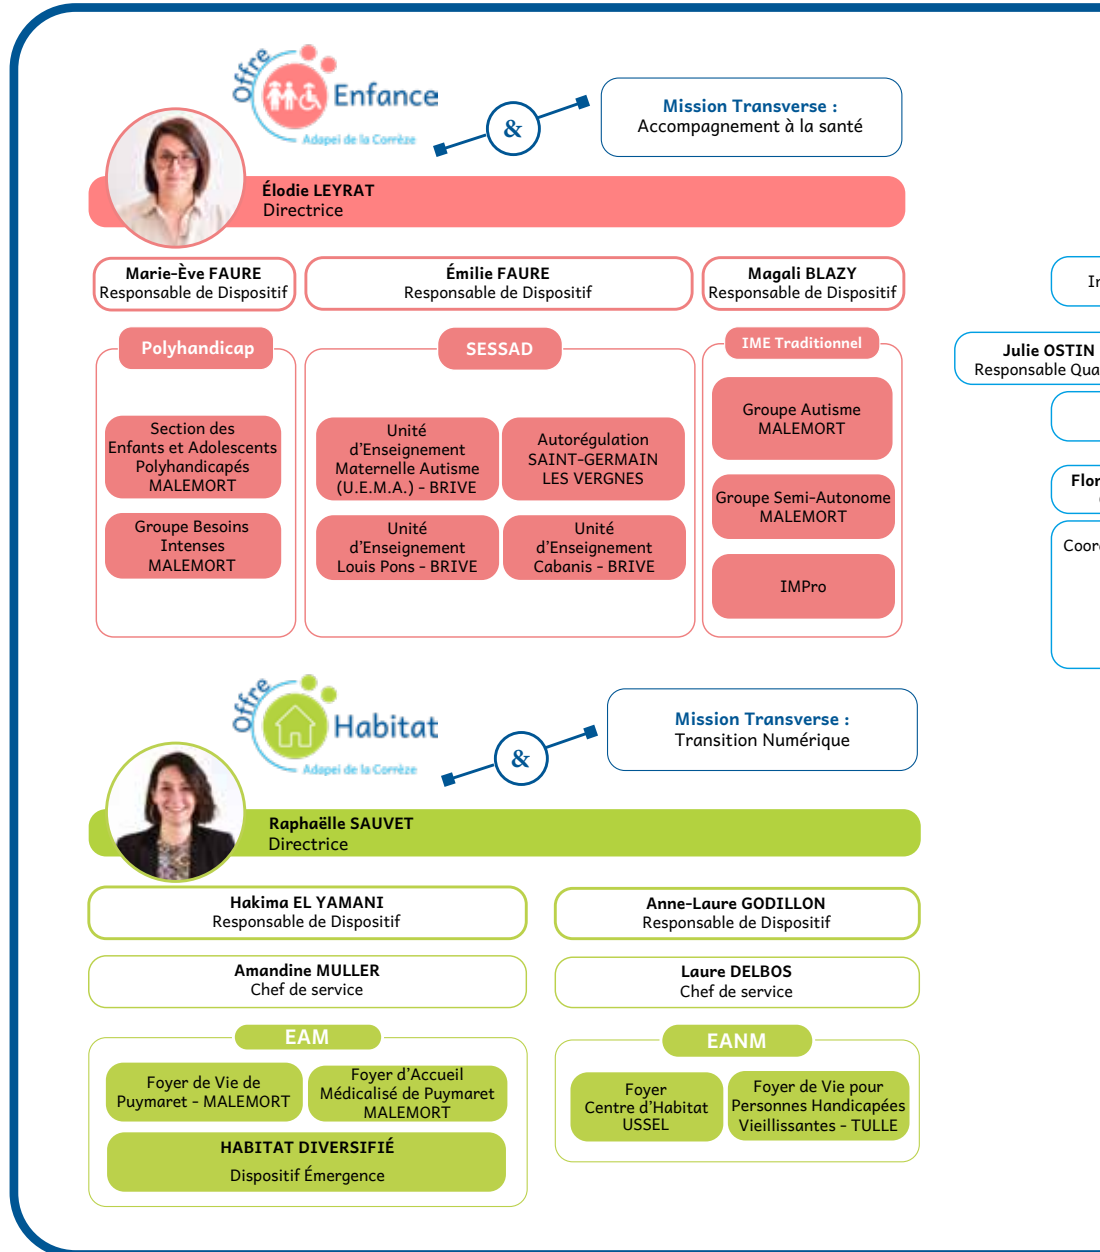 Offre
Enfance
Adapei de la Corrèze
&
Mission Transverse :
Accompagnement à la santé
Élodie LEYRAT
Directrice
Marie-Ève FAURE
Responsable de Dispositif
Émilie FAURE
Responsable de Dispositif
Magali BLAZY
Responsable de Dispositif
Polyhandicap
Section des
Enfants et Adolescents
Polyhandicapés
MALEMORT
Groupe Besoins
Intenses
MALEMORT
SESSAD
Unité
d'Enseignement
Maternelle Autisme
(U.E.M.A.) - BRIVE
Autorégulation
SAINT-GERMAIN
LES VERGNES
Unité
d'Enseignement
Louis Pons - BRIVE
Unité
d'Enseignement
Cabanis - BRIVE
IME Traditionnel
Groupe Autisme
MALEMORT
Groupe Semi-Autonome
MALEMORT
IMPro
Julie OSTIN
Responsable Qua
Flor
Coor
Offre
Habitat
Adapei de la Corrèze
&
Mission Transverse :
Transition Numérique
Raphaëlle SAUVET
Directrice
Hakima EL YAMANI
Responsable de Dispositif
Anne-Laure GODILLON
Responsable de Dispositif
Amandine MULLER
Chef de service
Laure DELBOS
Chef de service
EAM
Foyer de Vie de
Puymaret - MALEMORT
Foyer d'Accueil
Médicalisé de Puymaret
MALEMORT
HABITAT DIVERSIFIÉ
Dispositif Émergence
EANM
Foyer
Centre d'Habitat
USSEL
Foyer de Vie pour
Personnes Handicapées
Vieillissantes - TULLE